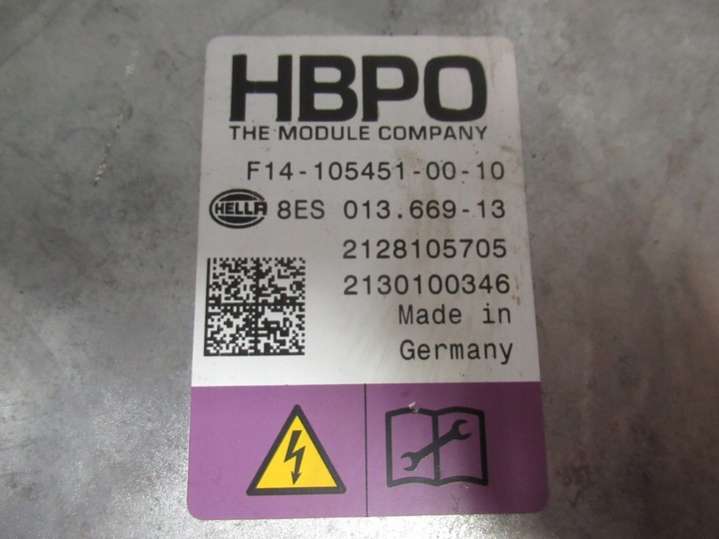 HBPO
THE MODULE COMPANY
F14-105451-00-10
HELLA 8ES 013.669-13
2128105705
2130100346
Made in
Germany